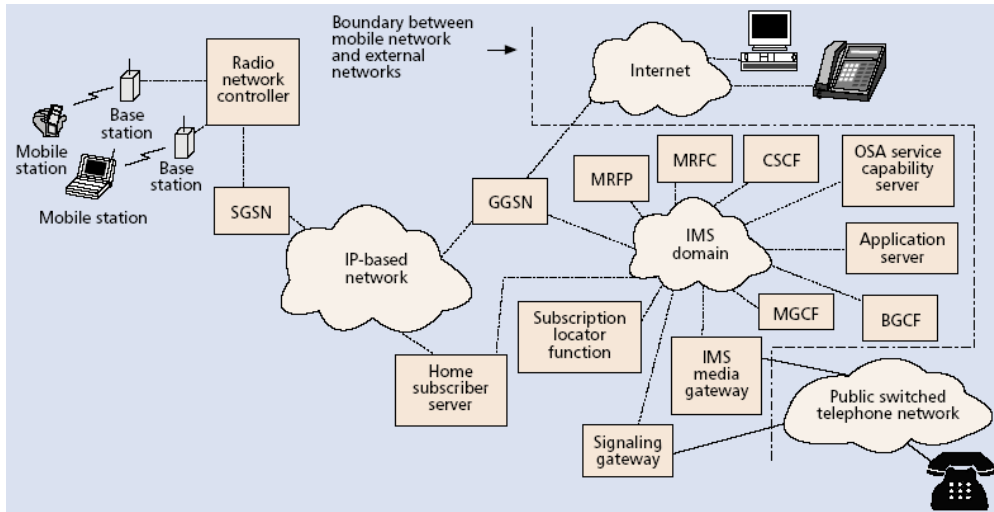 Boundary between
mobile network
and external
networks
Radio
network
controller
Internet
Base
station
Mobile
station
Base
station
Mobile station
SGSN
IP-based
network
GGSN
MRFP
MRFC
CSCF
OSA service
capability
server
IMS
domain
Application
server
MGCF
BGCF
Subscription
locator
function
IMS
media
gateway
Home
subscriber
server
Signaling
gateway
Public switched
telephone network